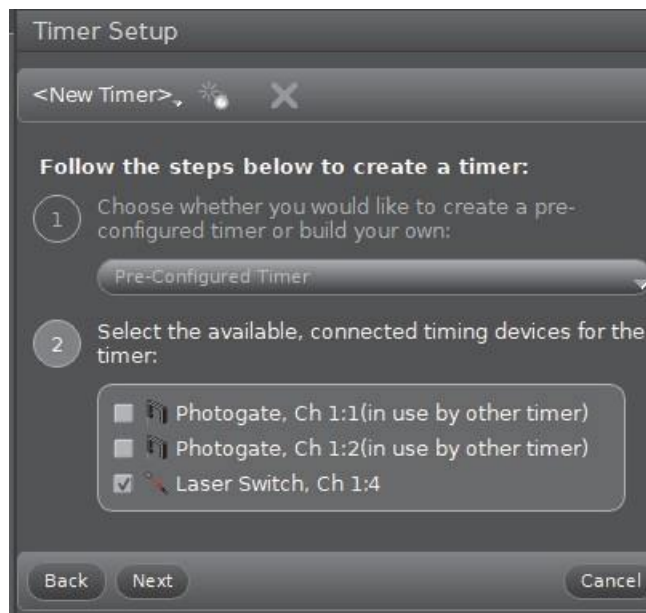 Timer Setup
<New Timer>
Follow the steps below to create a timer:
1
Choose whether you would like to create a pre-
configured timer or build your own:
Pre-Configured Timer
2
Select the available, connected timing devices for the
timer:
Photogate, Ch 1:1(in use by other timer)
Photogate, Ch 1:2(in use by other timer)
Laser Switch, Ch 1:4
Back Next Cancel